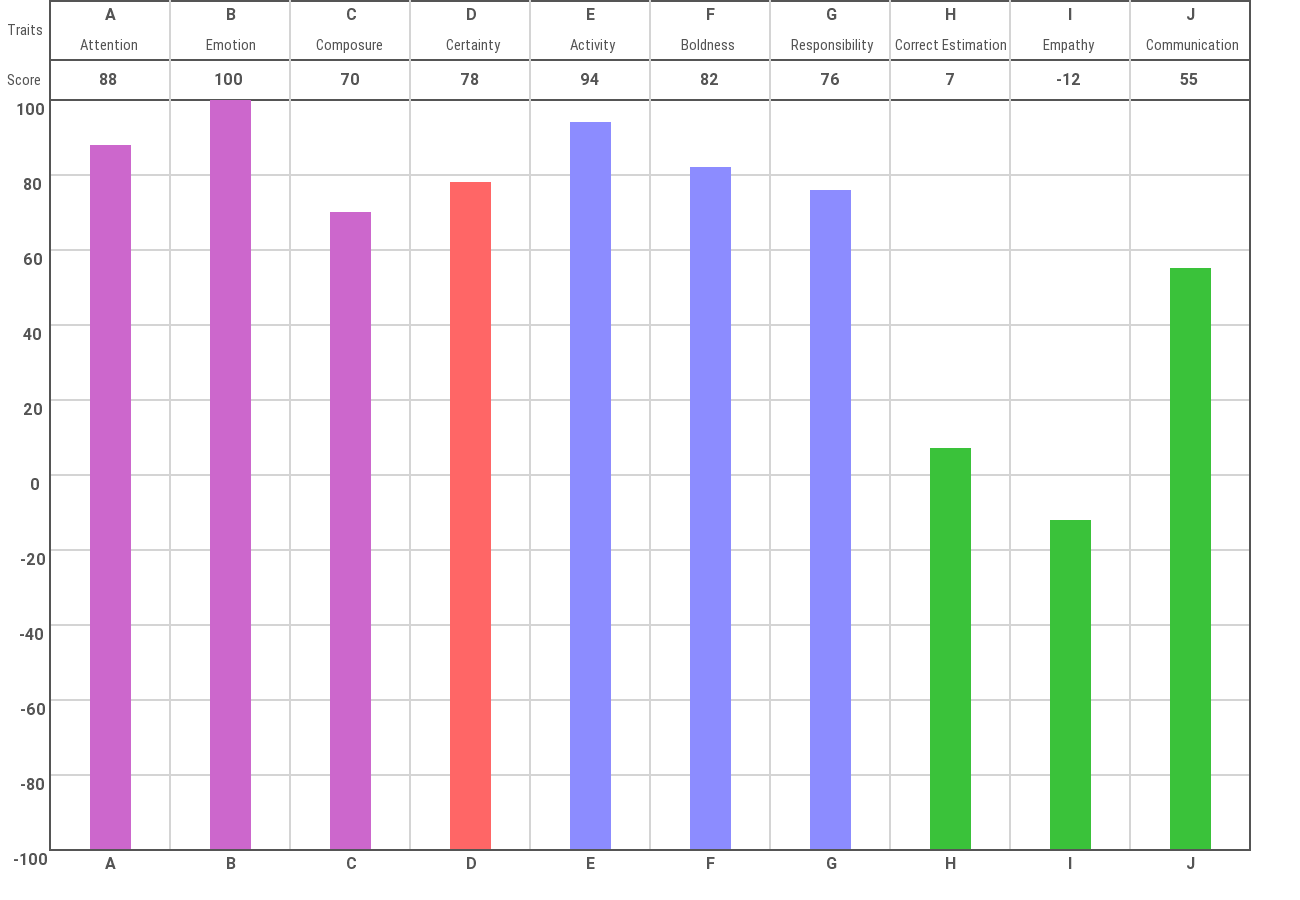 Traits A B C D E F G H I J
Attention Emotion Composure Certainty Activity Boldness Responsibility Correct Estimation Empathy Communication
Score 88 100 70 78 94 82 76 7 -12 55
100
80
60
40
20
0
-20
-40
-60
-80
-100
A B C D E F G H I J